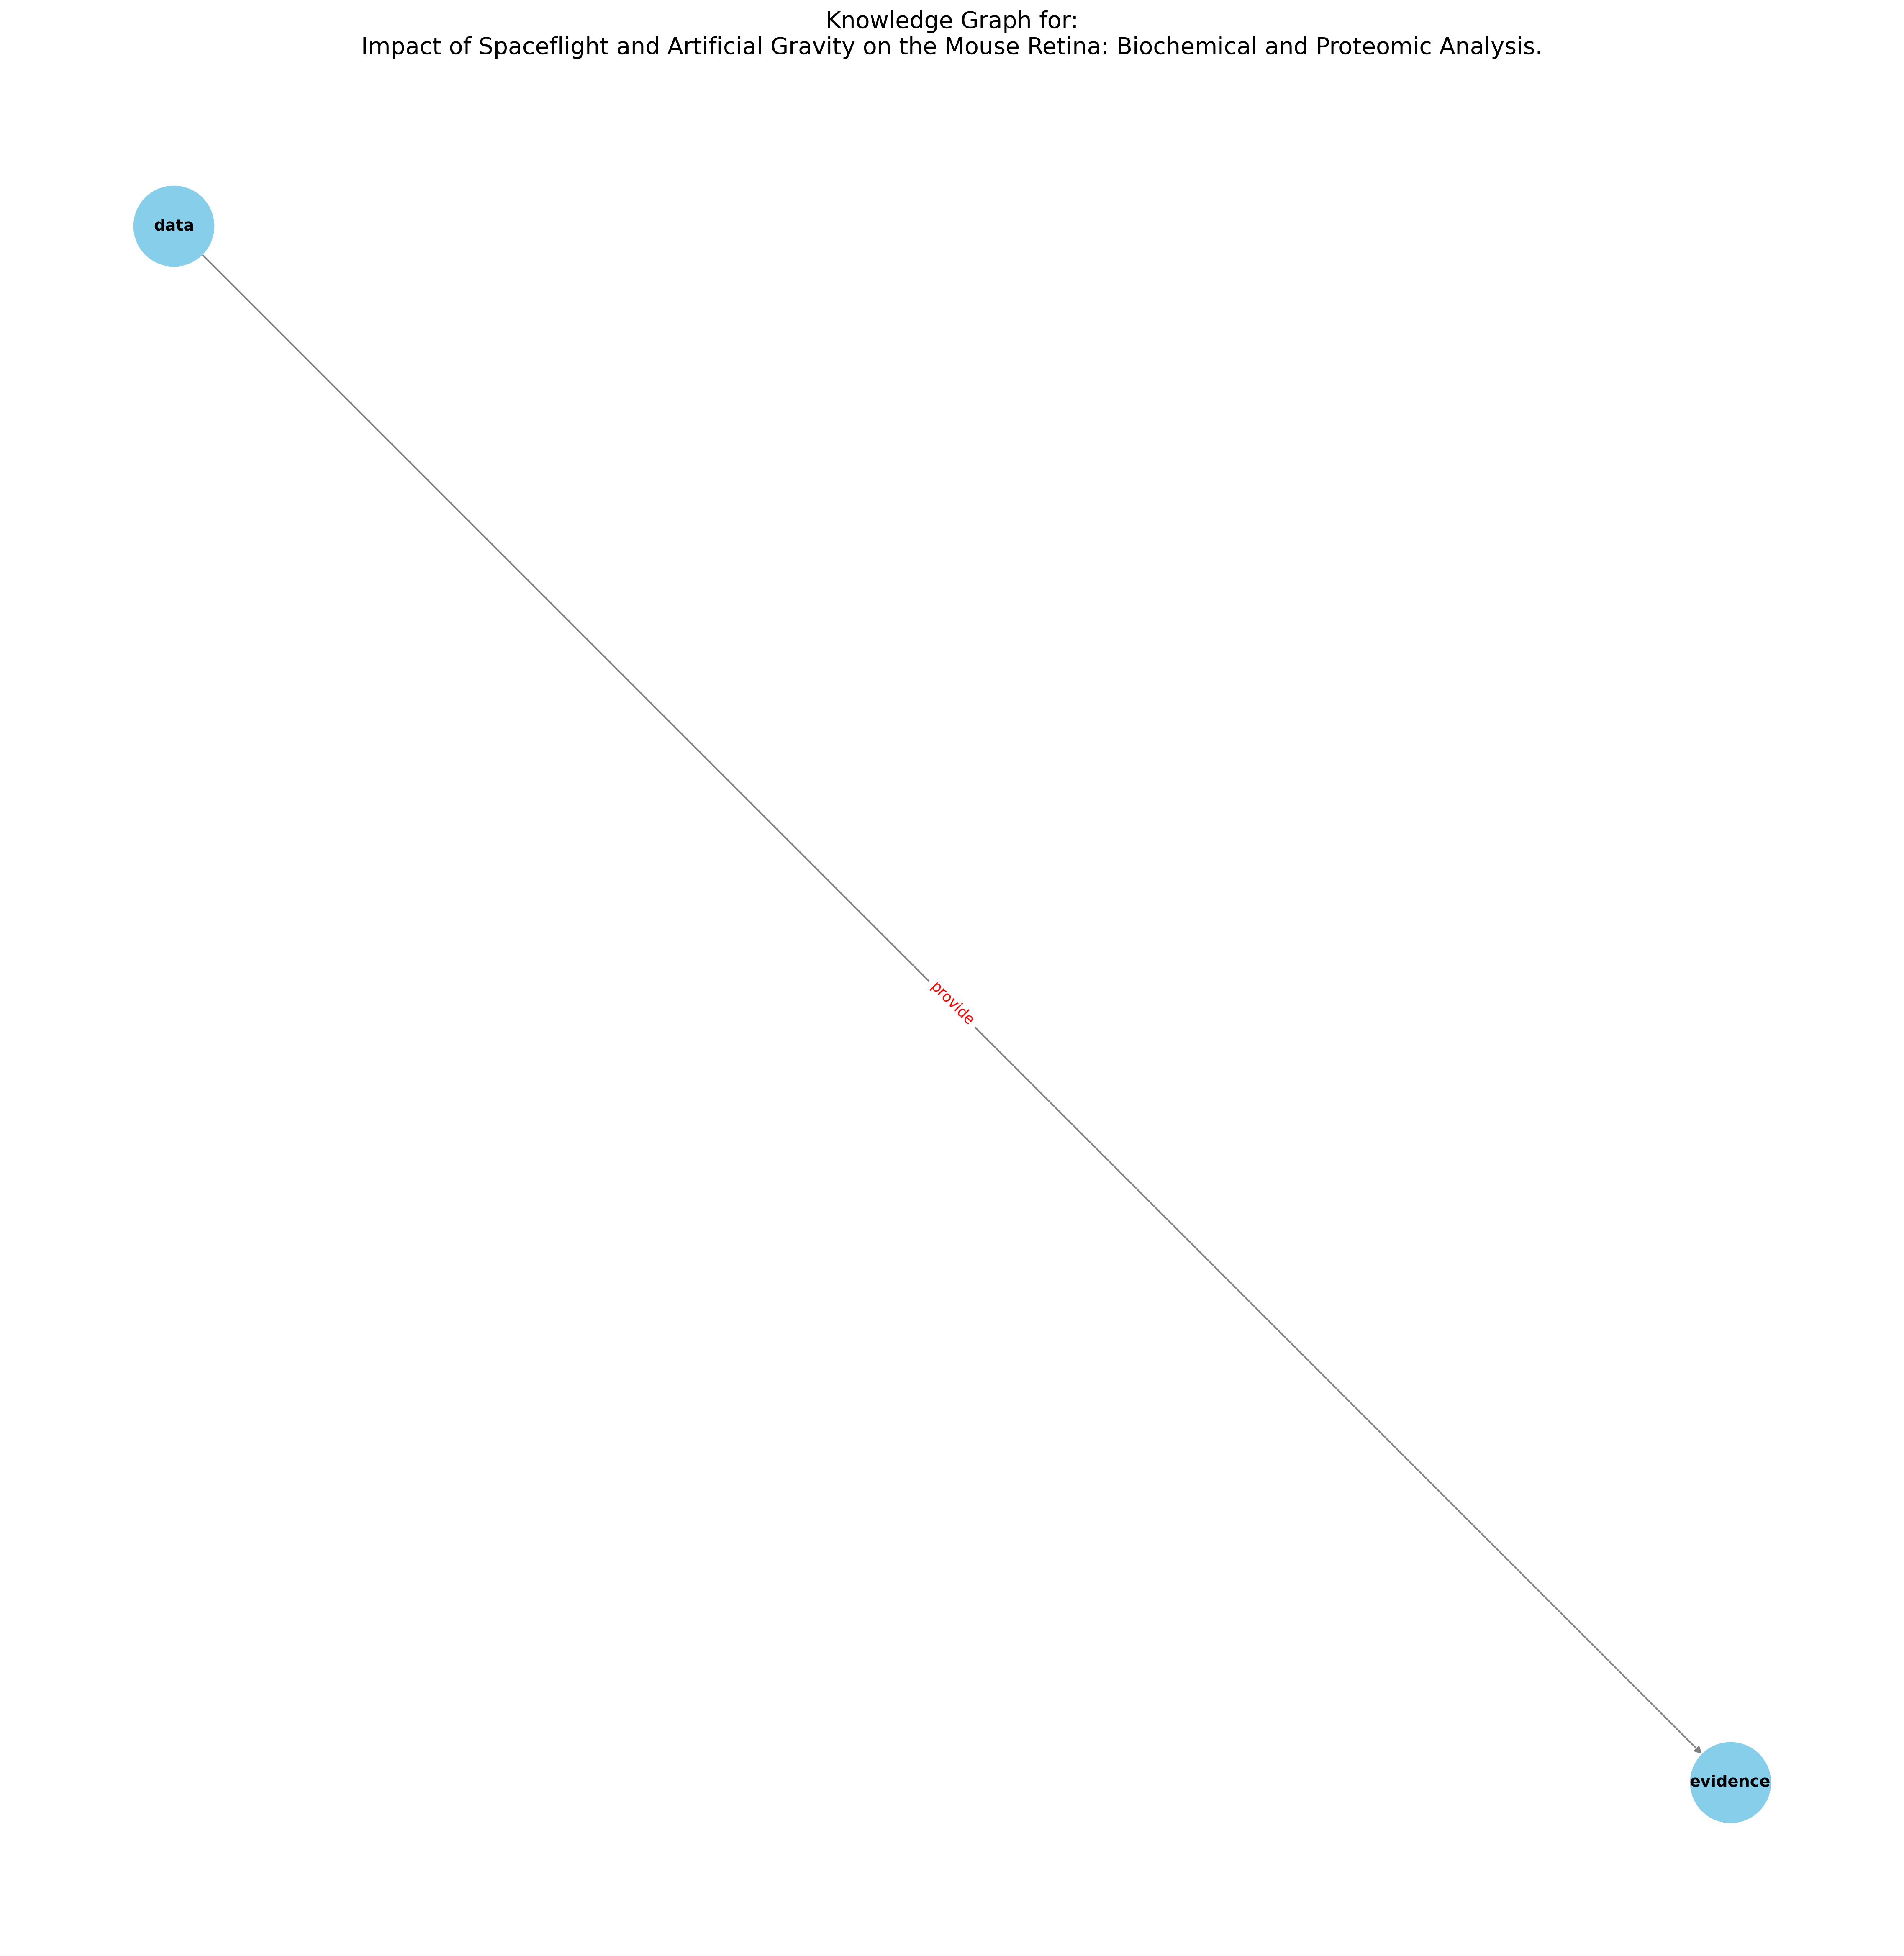 Knowledge Graph for:
Impact of Spaceflight and Artificial Gravity on the Mouse Retina: Biochemical and Proteomic Analysis.
data
provide
evidence